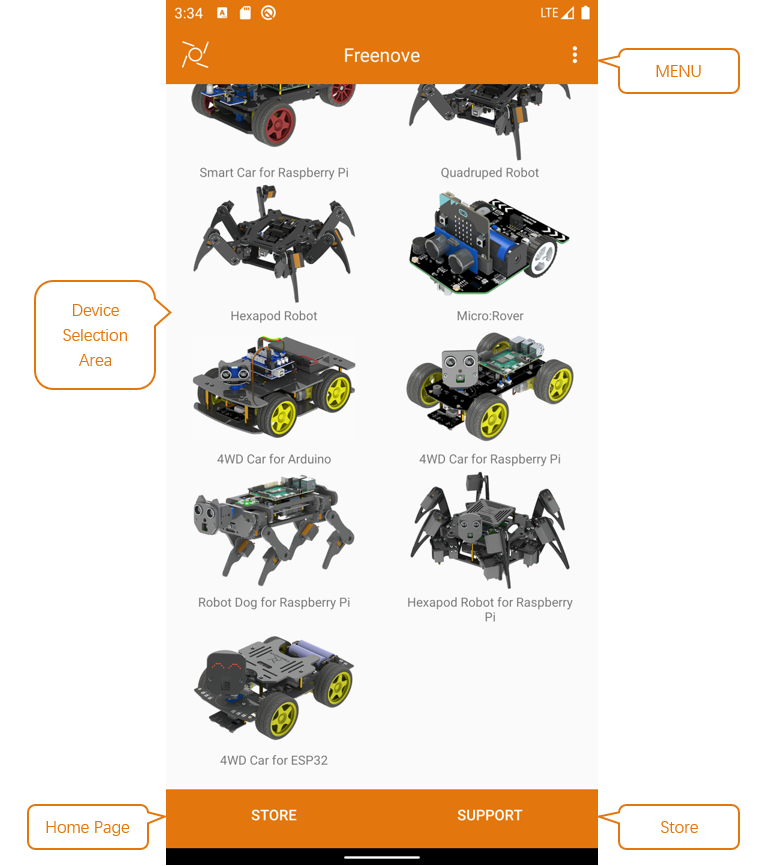 3:34
LTE
Freenove
MENU
Smart Car for Raspberry Pi
Quadruped Robot
Hexapod Robot
Micro:Rover
Device
Selection
Area
4WD Car for Arduino
4WD Car for Raspberry Pi
Robot Dog for Raspberry Pi
Hexapod Robot for Raspberry
Pi
4WD Car for ESP32
Home Page
STORE
SUPPORT
Store